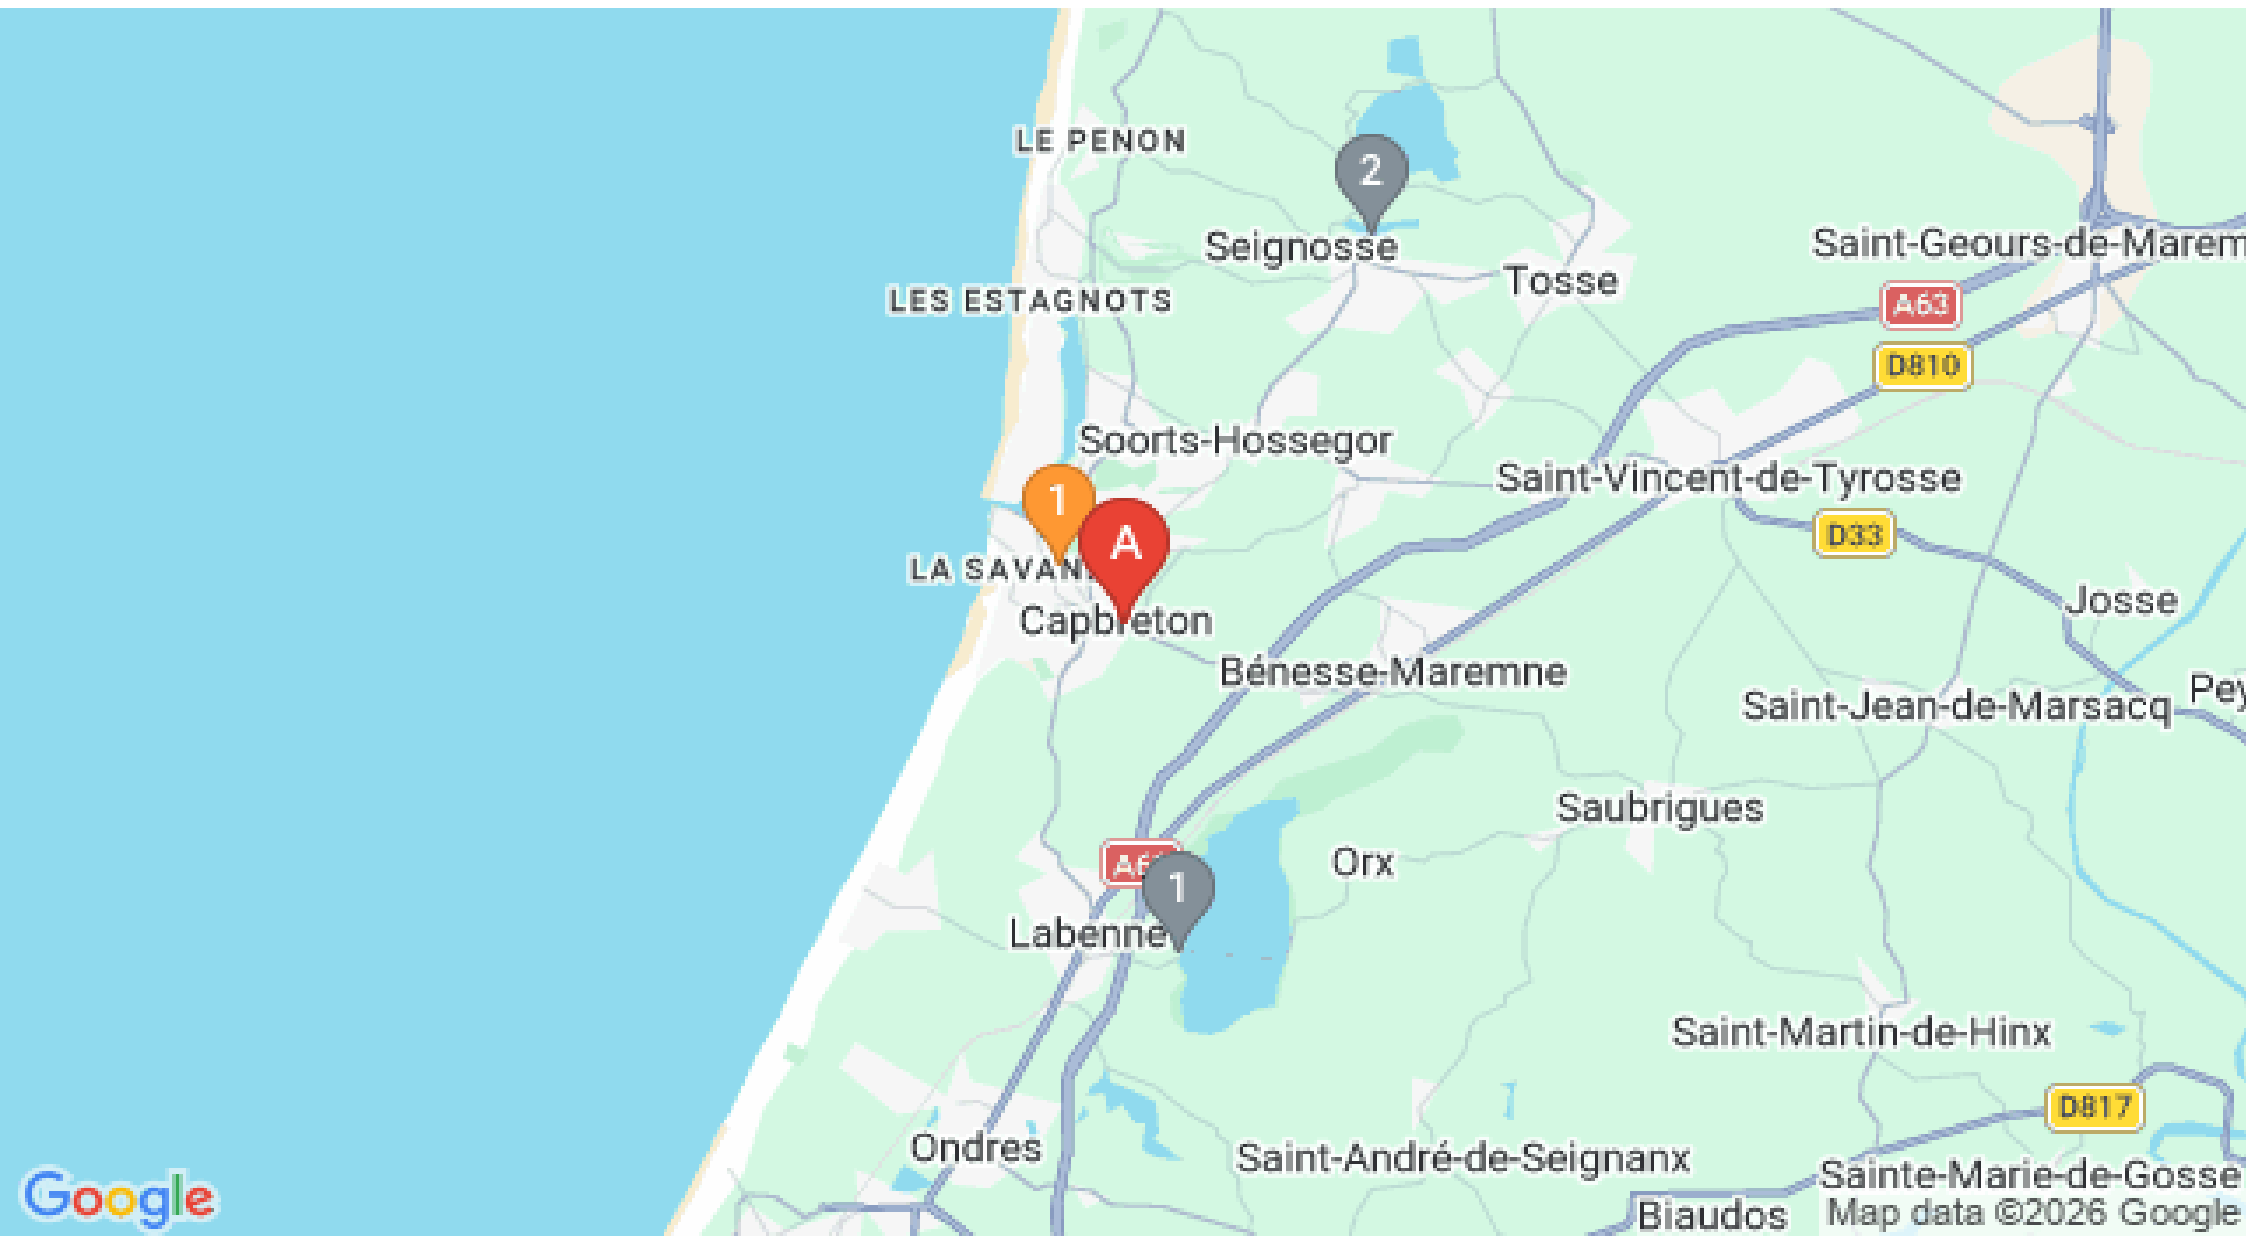 LE PENON
2
Seignosse
Saint-Geours-de-Marem
Tosse
LES ESTAGNOTS
A63
D810
Soorts-Hossegor
Saint-Vincent-de-Tyrosse
1
A
D33
LA SAVAN
Capbreton
Josse
Bénesse-Maremne
Pey
Saint-Jean-de-Marsacq
Saubrigues
Orx
A6
1
Labenne
Saint-Martin-de-Hinx
D817
Ondres
Saint-André-de-Seignanx
Sainte-Marie-de-Gosse
Google
Biaudos
Map data ©2026 Google